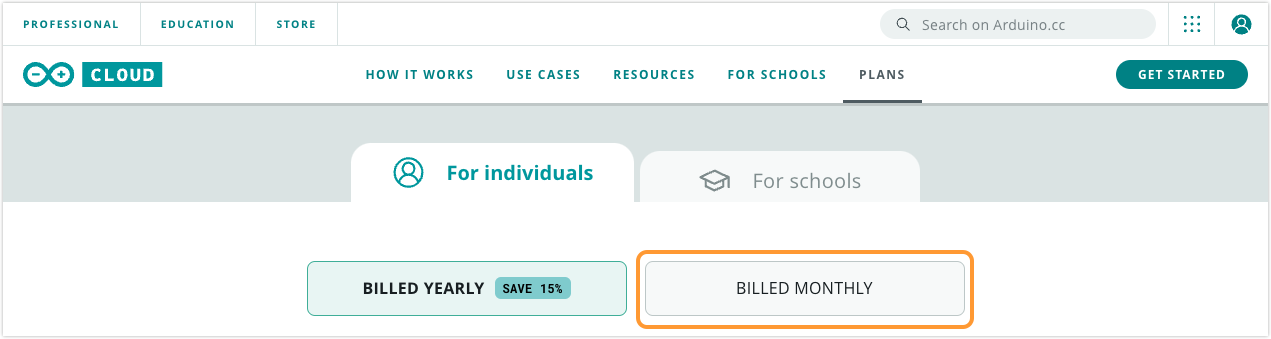 PROFESSIONAL EDUCATION STORE Search on Arduino.cc
CLOUD HOW IT WORKS USE CASES RESOURCES FOR SCHOOLS PLANS GET STARTED
For individuals For schools
BILLED YEARLY SAVE 15% BILLED MONTHLY